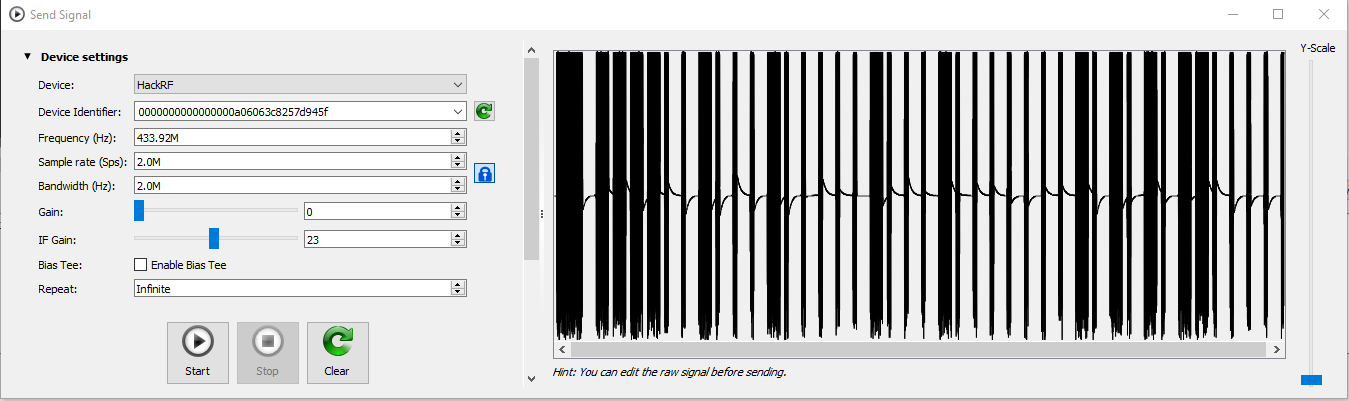 Send Signal
Device settings
Device: HackRF
Device Identifier: 0000000000000000a06063c8257d945f
Frequency (Hz): 433.92M
Sample rate (Sps): 2.0M
Bandwidth (Hz): 2.0M
Gain: 0
IF Gain: 23
Bias Tee: Enable Bias Tee
Repeat: Infinite
Start Stop Clear
Y-Scale
Hint: You can edit the raw signal before sending.